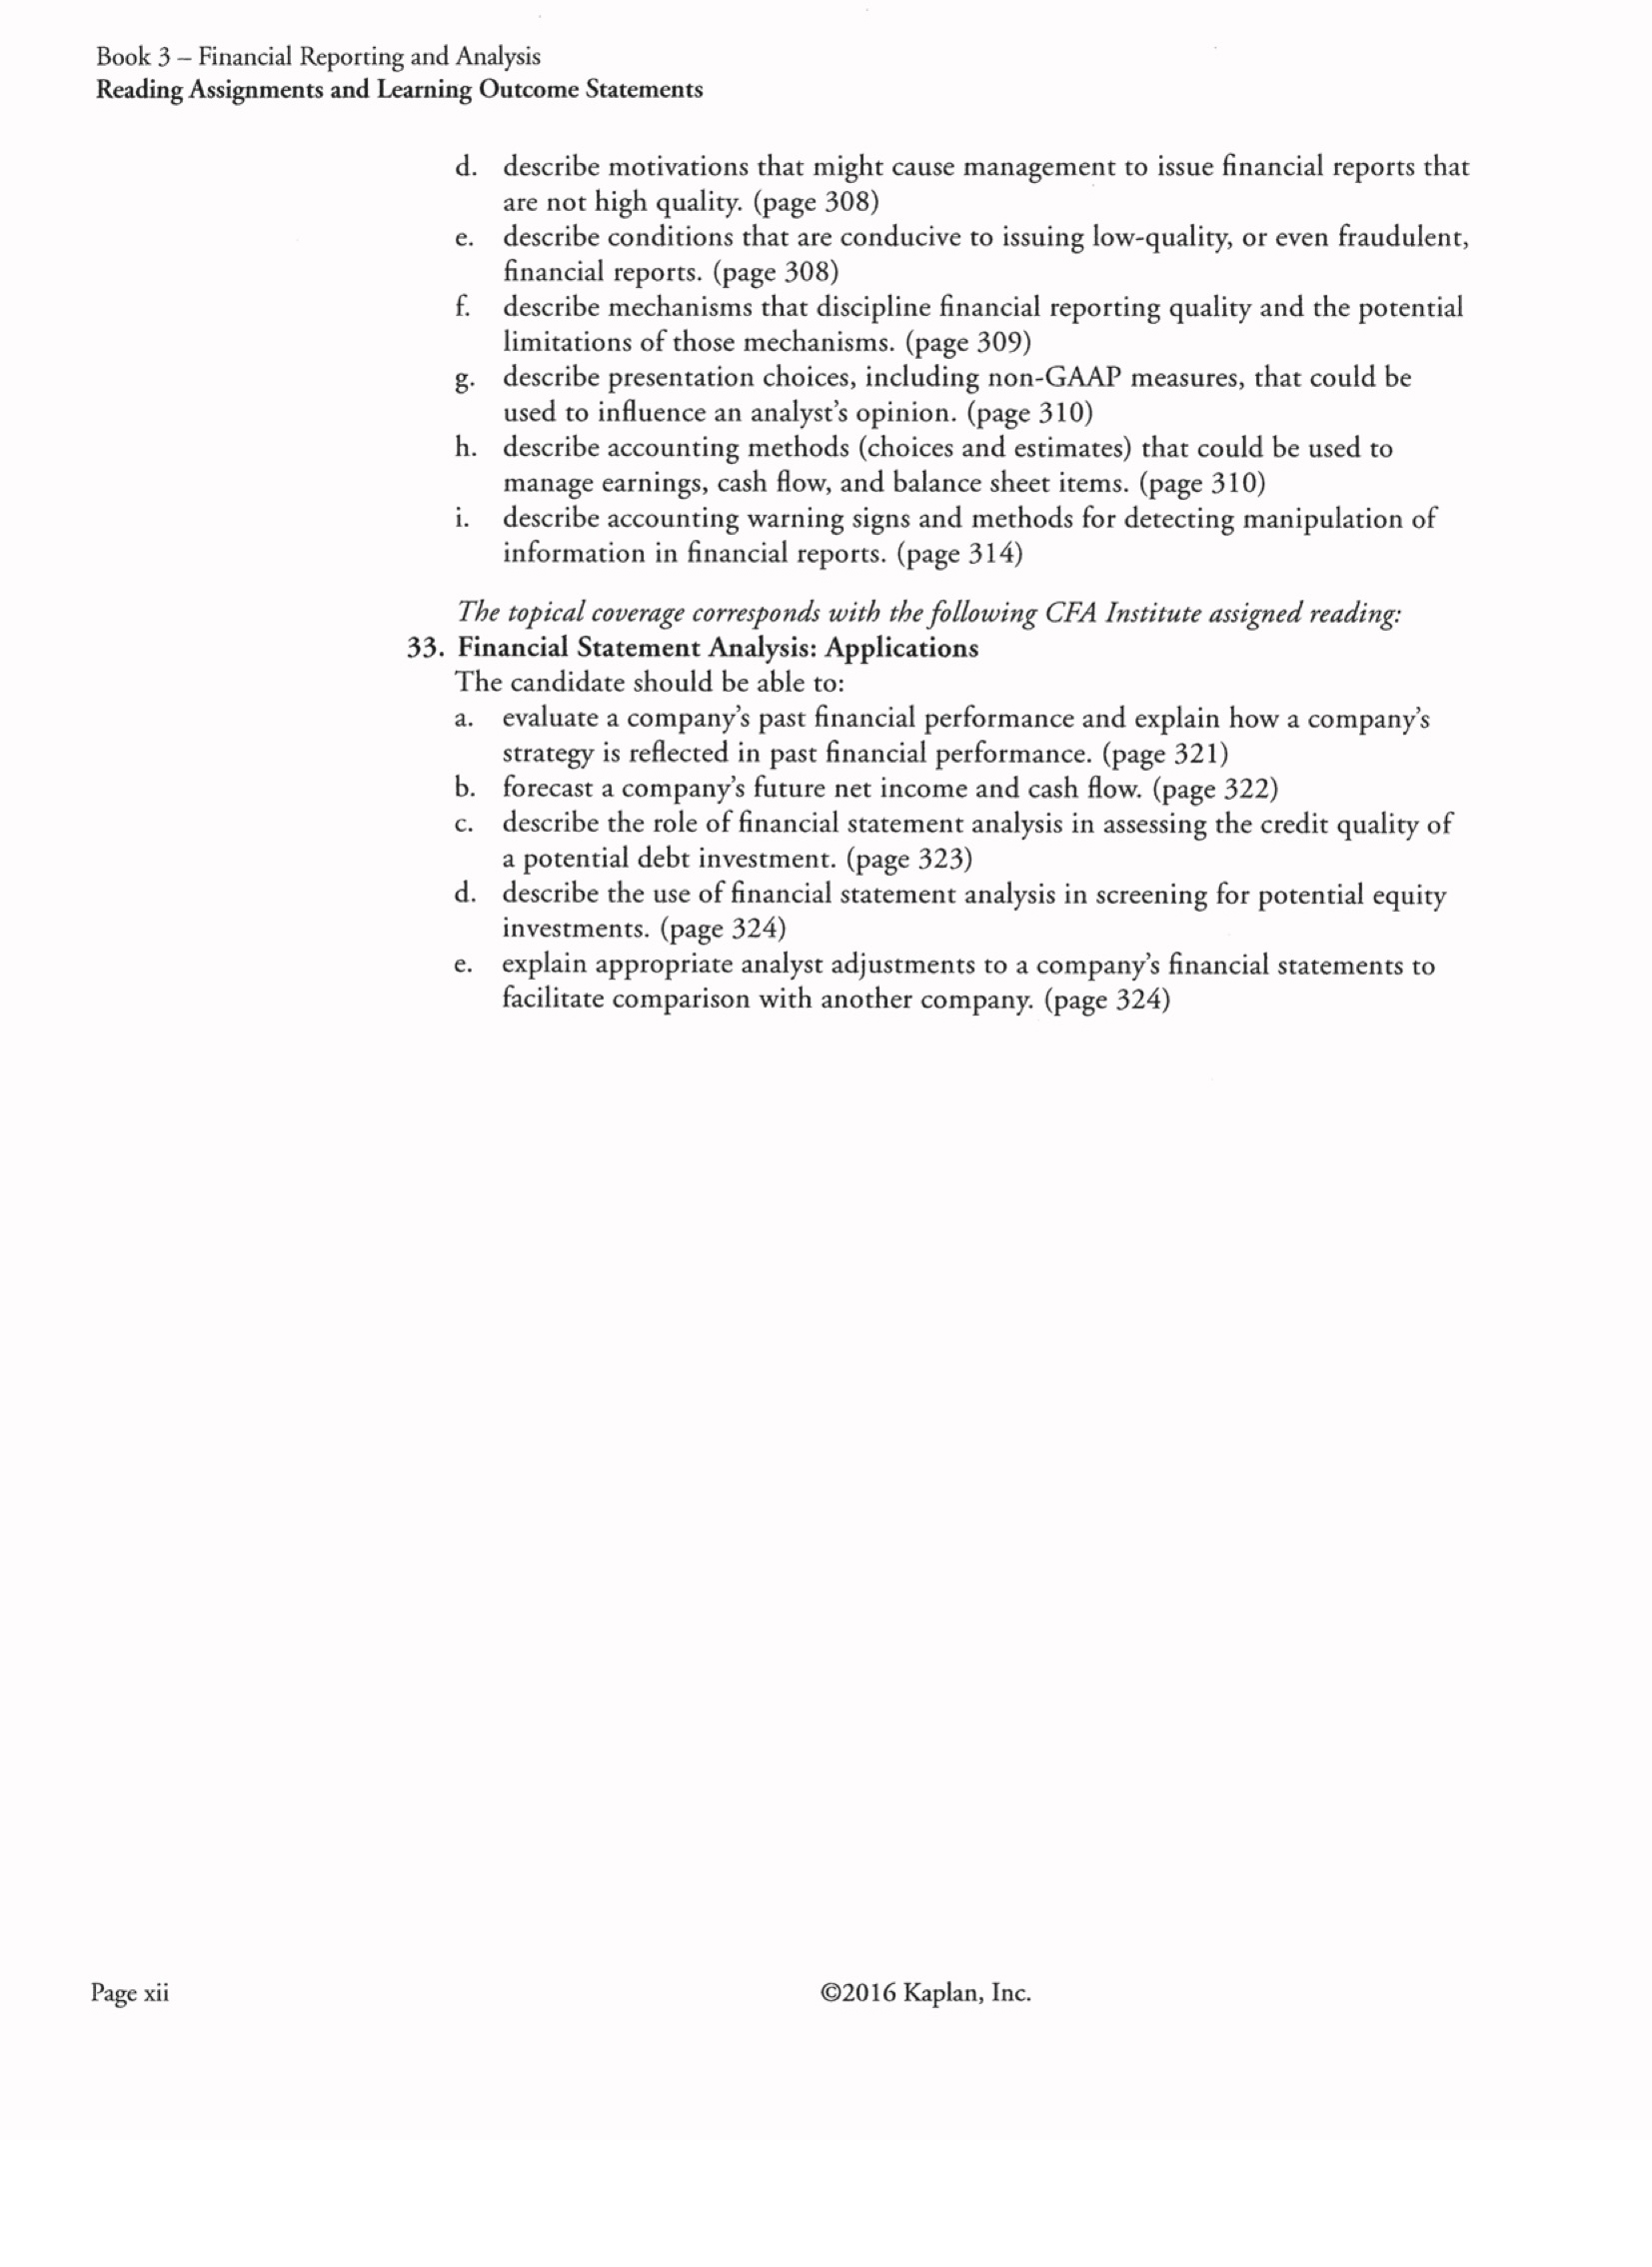 Book 3 – Financial Reporting and Analysis
Reading Assignments and Learning Outcome Statements
d. describe motivations that might cause management to issue financial reports that
are not high quality. (page 308)
e. describe conditions that are conducive to issuing low-quality, or even fraudulent,
financial reports. (page 308)
f. describe mechanisms that discipline financial reporting quality and the potential
limitations of those mechanisms. (page 309)
g. describe presentation choices, including non-GAAP measures, that could be
used to influence an analyst's opinion. (page 310)
h. describe accounting methods (choices and estimates) that could be used to
manage earnings, cash flow, and balance sheet items. (page 310)
i. describe accounting warning signs and methods for detecting manipulation of
information in financial reports. (page 314)
The topical coverage corresponds with the following CFA Institute assigned reading:
33. Financial Statement Analysis: Applications
The candidate should be able to:
a. evaluate a company's past financial performance and explain how a company's
strategy is reflected in past financial performance. (page 321)
b. forecast a company's future net income and cash flow. (page 322)
c. describe the role of financial statement analysis in assessing the credit quality of
a potential debt investment. (page 323)
d. describe the use of financial statement analysis in screening for potential equity
investments. (page 324)
e. explain appropriate analyst adjustments to a company's financial statements to
facilitate comparison with another company. (page 324)
Page xii
©2016 Kaplan, Inc.